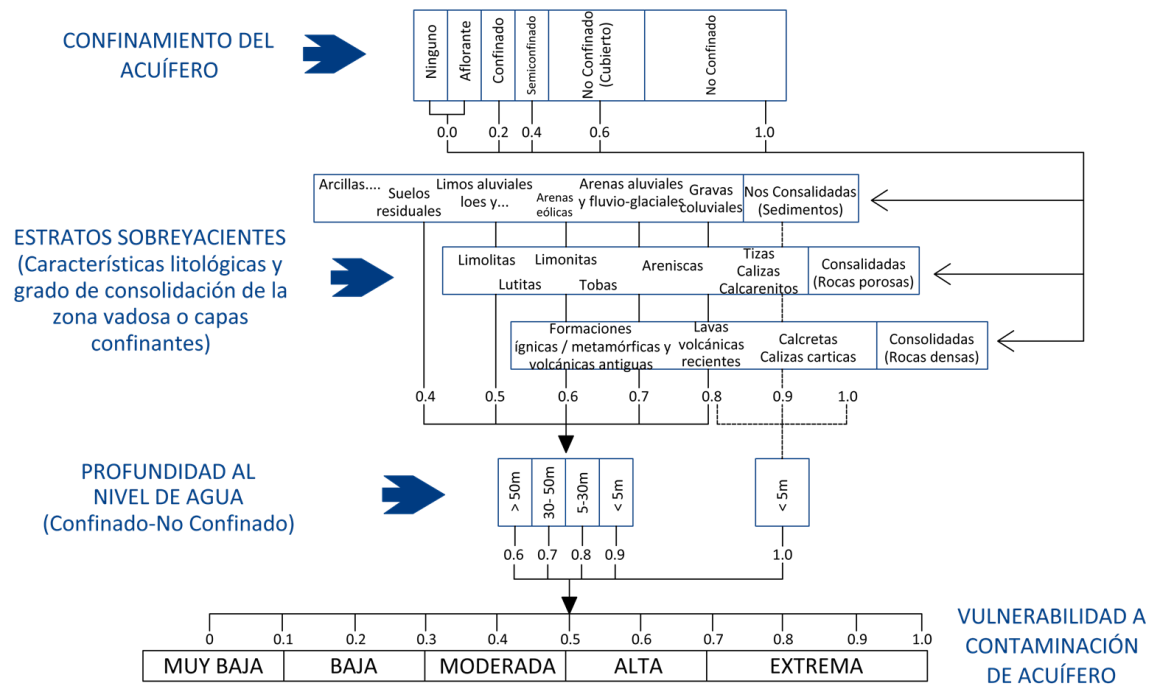 CONFINAMIENTO DEL
ACUÍFERO
Ninguno
Aflorante
Confinado
Semiconfinado
No Confinado
(Cubierto)
No Confinado
0.0
0.2
0.4
0.6
1.0
ESTRATOS SOBREYACIENTES
(Características litológicas y
grado de consolidación de la
zona vadosa o capas
confinantes)
Arcillas....
Suelos
residuales
Limos aluviales
loes y...
Arenas
eólicas
Arenas aluviales
y fluvio-glaciales
Gravas
coluviales
Nos Consalidadas
(Sedimentos)
Limolitas
Lutitas
Limonitas
Tobas
Areniscas
Tizas
Calizas
Calcarenitos
Consalidadas
(Rocas porosas)
Formaciones
ígnicas / metamórficas y
volcánicas antiguas
Lavas
volcánicas
recientes
Calcretas
Calizas carticas
Consalidadas
(Rocas densas)
0.4
0.5
0.6
0.7
0.8
0.9
1.0
PROFUNDIDAD AL
NIVEL DE AGUA
(Confinado-No Confinado)
> 50m
30- 50m
5-30m
< 5m
< 5m
0.6
0.7
0.8
0.9
1.0
0
0.1
0.2
0.3
0.4
0.5
0.6
0.7
0.8
0.9
1.0
MUY BAJA
BAJA
MODERADA
ALTA
EXTREMA
VULNERABILIDAD A
CONTAMINACIÓN
DE ACUÍFERO